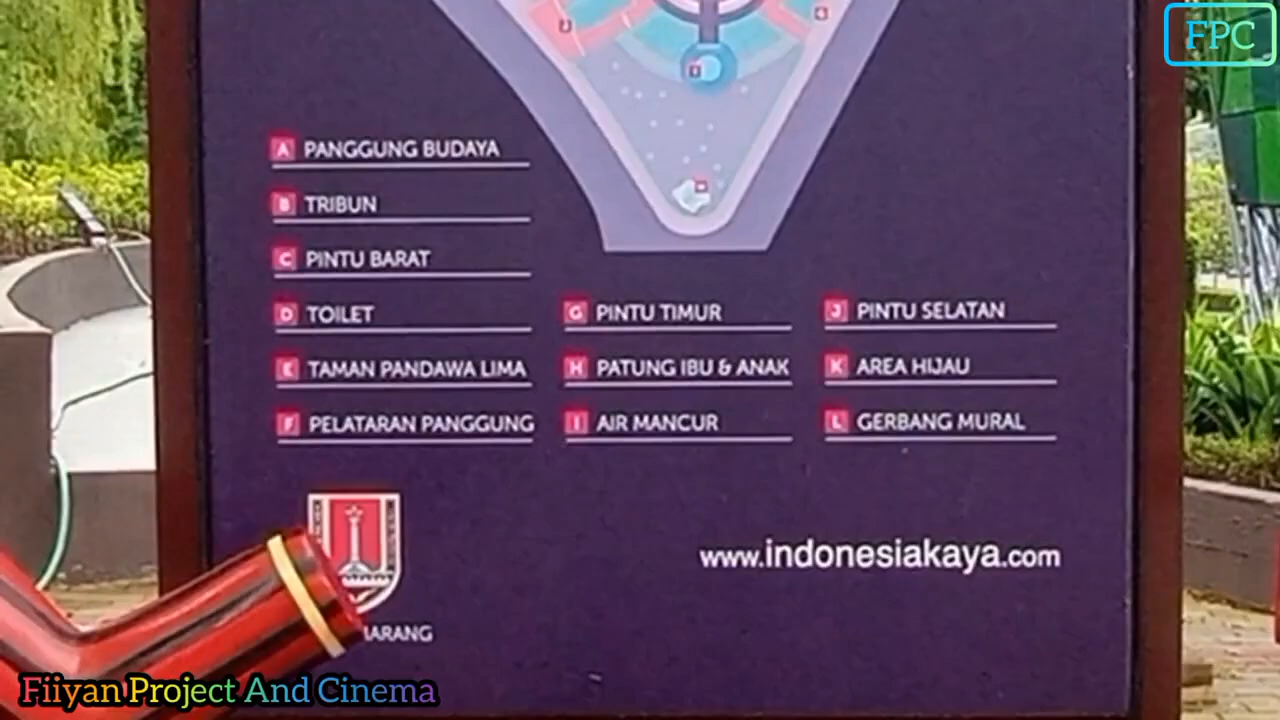 FPC
A PANGGUNG BUDAYA
B TRIBUN
C PINTU BARAT
D TOILET
E TAMAN PANDAWA LIMA
F PELATARAN PANGGUNG
G PINTU TIMUR
H PATUNG IBU & ANAK
I AIR MANCUR
J PINTU SELATAN
K AREA HIJAU
L GERBANG MURAL
www.indonesiakaya.com
Fiiyan Project And Cinema